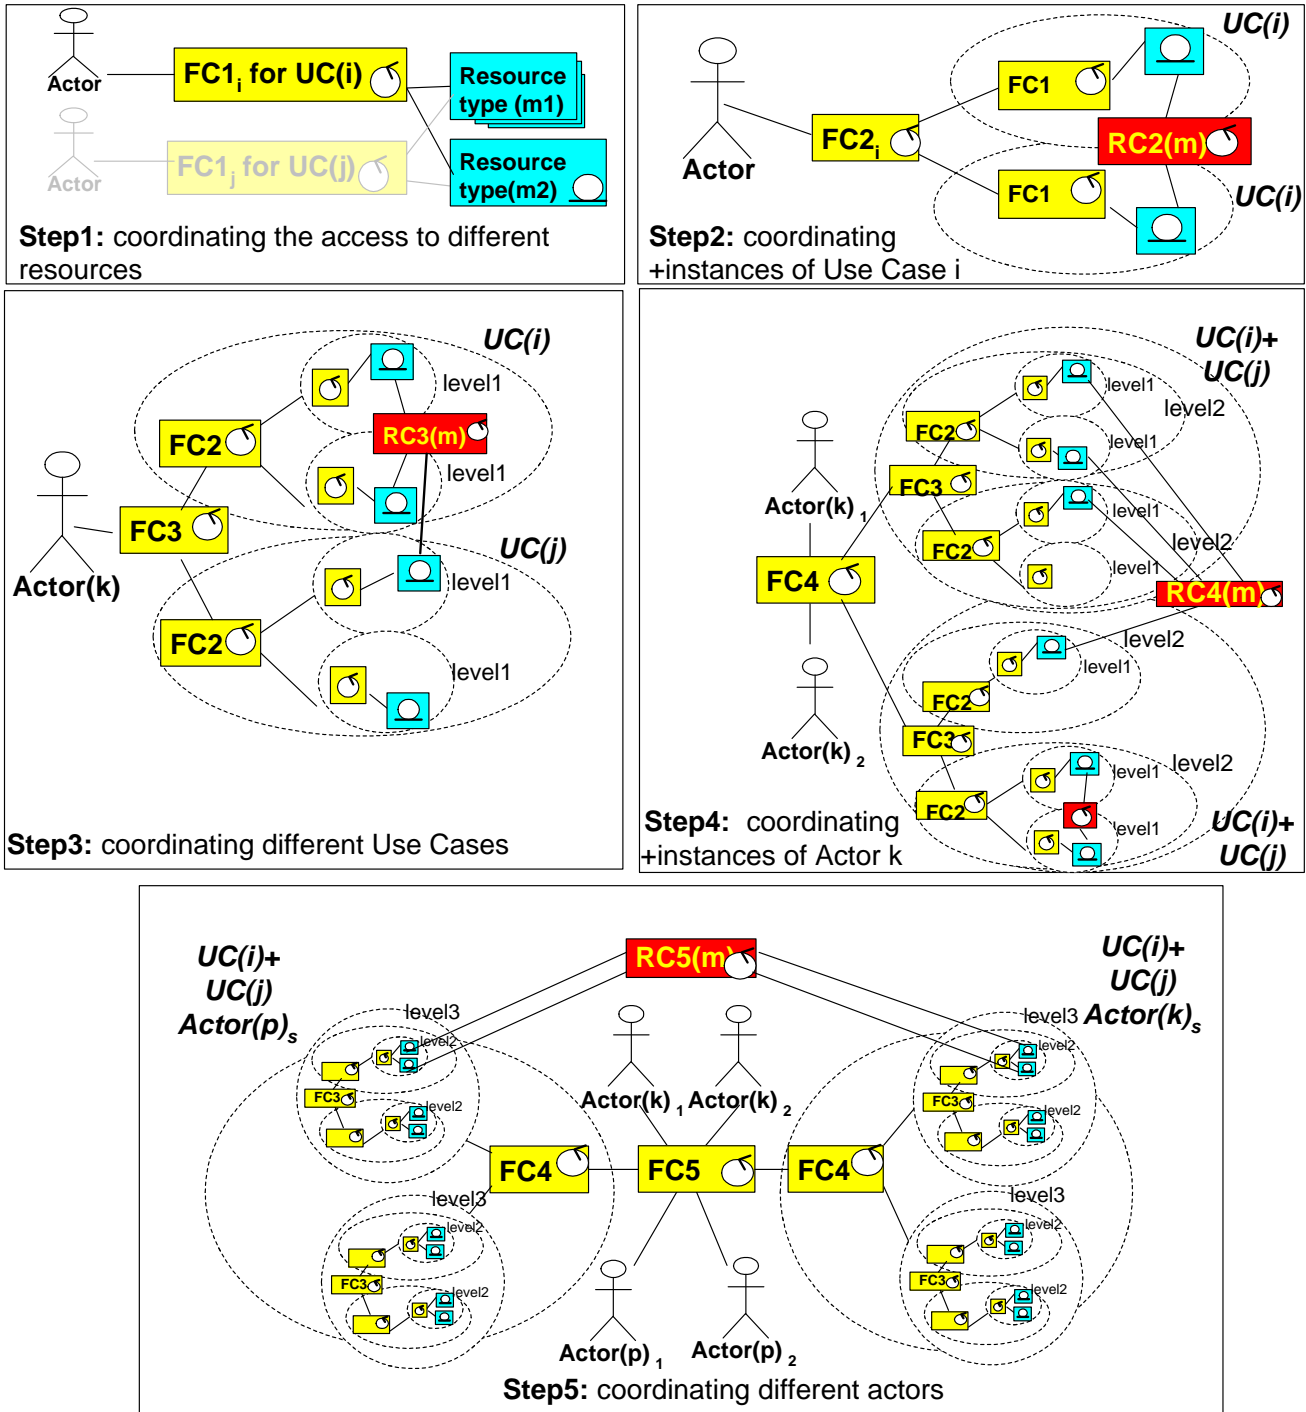 Actor
FC1i for UC(i)
Resource
type (m1)
Actor
FC1j for UC(j)
Resource
type(m2)
Step1: coordinating the access to different
resources
UC(i)
FC1
Actor
FC2i
RC2(m)
FC1
UC(i)
Step2: coordinating
+instances of Use Case i
UC(i)
level1
FC2
RC3(m)
level1
FC3
Actor(k)
UC(j)
level1
FC2
level1
Step3: coordinating different Use Cases
UC(i)+
UC(j)
level1
level2
FC2
level1
Actor(k) 1
FC3
level1
FC2
level2
level1
FC4
RC4(m)
level2
level1
FC2
Actor(k) 2
FC3
level2
level1
FC2
level1
UC(i)+
UC(j)
Step4: coordinating
+instances of Actor k
UC(i)+
UC(j)
Actor(p)s
RC5(m)
UC(i)+
UC(j)
Actor(k)s
level3
level2
FC3
level2
Actor(k) 1
Actor(k) 2
level3
level2
FC3
level2
FC4
FC5
FC4
level3
level2
FC3
level2
level3
level2
FC3
level2
Actor(p) 1
Actor(p) 2
Step5: coordinating different actors